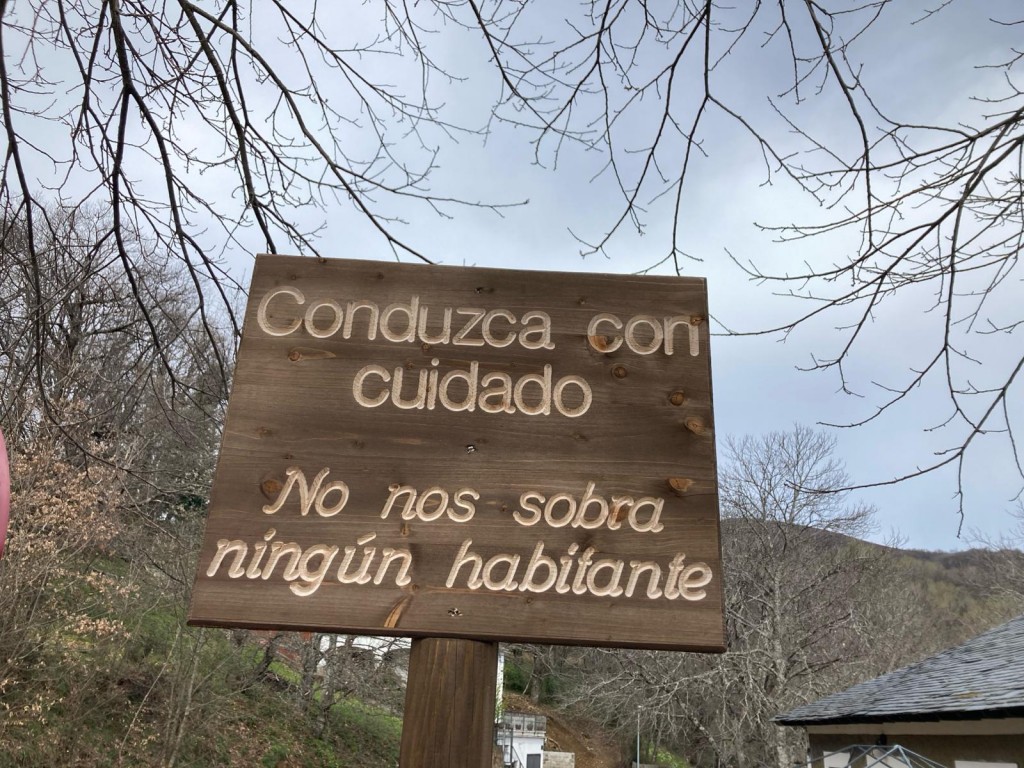 Conduzca con
cuidado
No nos sobra
ningún habitante